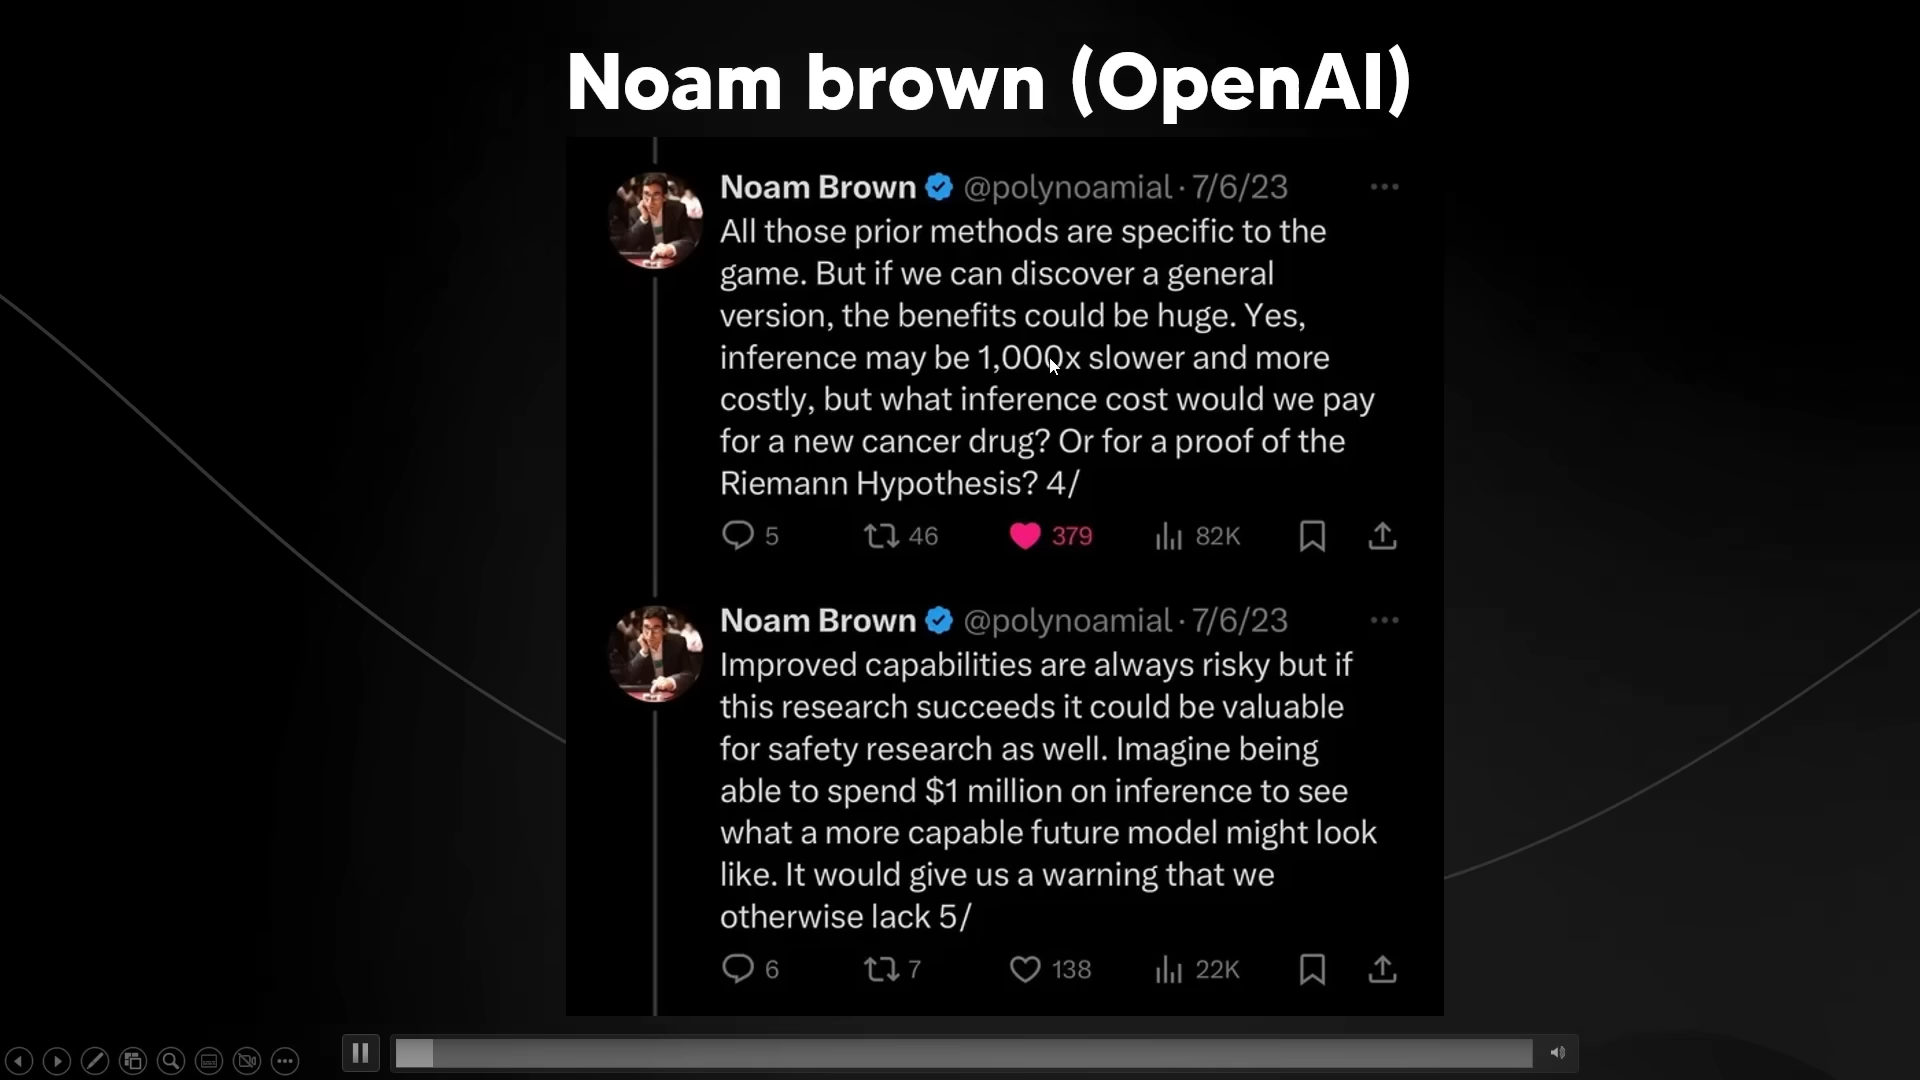 Noam brown (OpenAI)
Noam Brown @polynoamial · 7/6/23
All those prior methods are specific to the
game. But if we can discover a general
version, the benefits could be huge. Yes,
inference may be 1,000x slower and more
costly, but what inference cost would we pay
for a new cancer drug? Or for a proof of the
Riemann Hypothesis? 4/
5 46 379 82K
Noam Brown @polynoamial · 7/6/23
Improved capabilities are always risky but if
this research succeeds it could be valuable
for safety research as well. Imagine being
able to spend $1 million on inference to see
what a more capable future model might look
like. It would give us a warning that we
otherwise lack 5/
6 7 138 22K